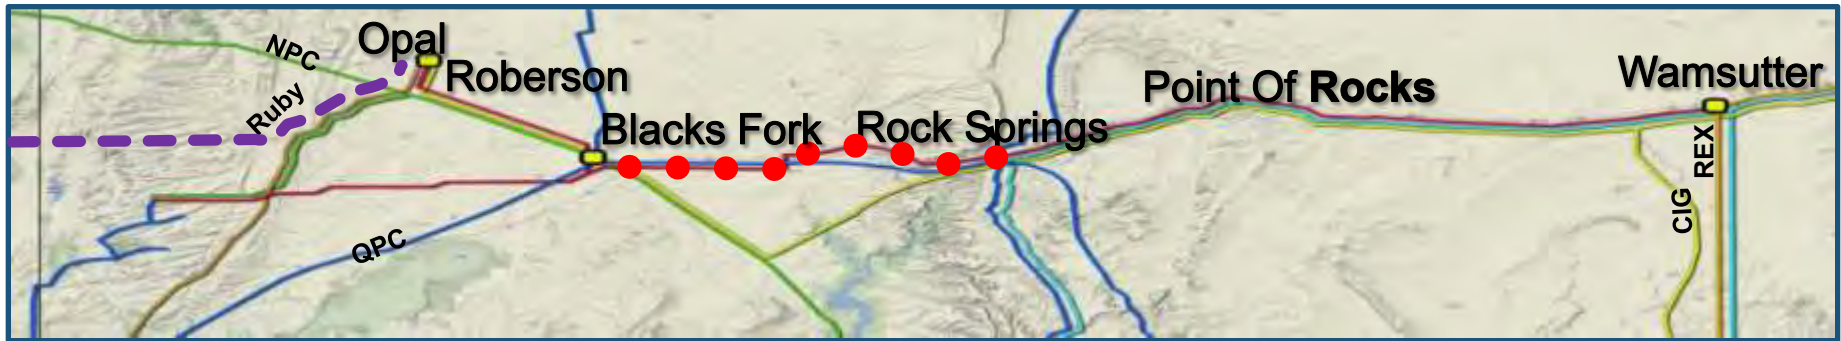 NPC
Opal
Roberson
Ruby
Blacks Fork
Rock Springs
Point Of Rocks
Wamsutter
REX
CIG
QPC